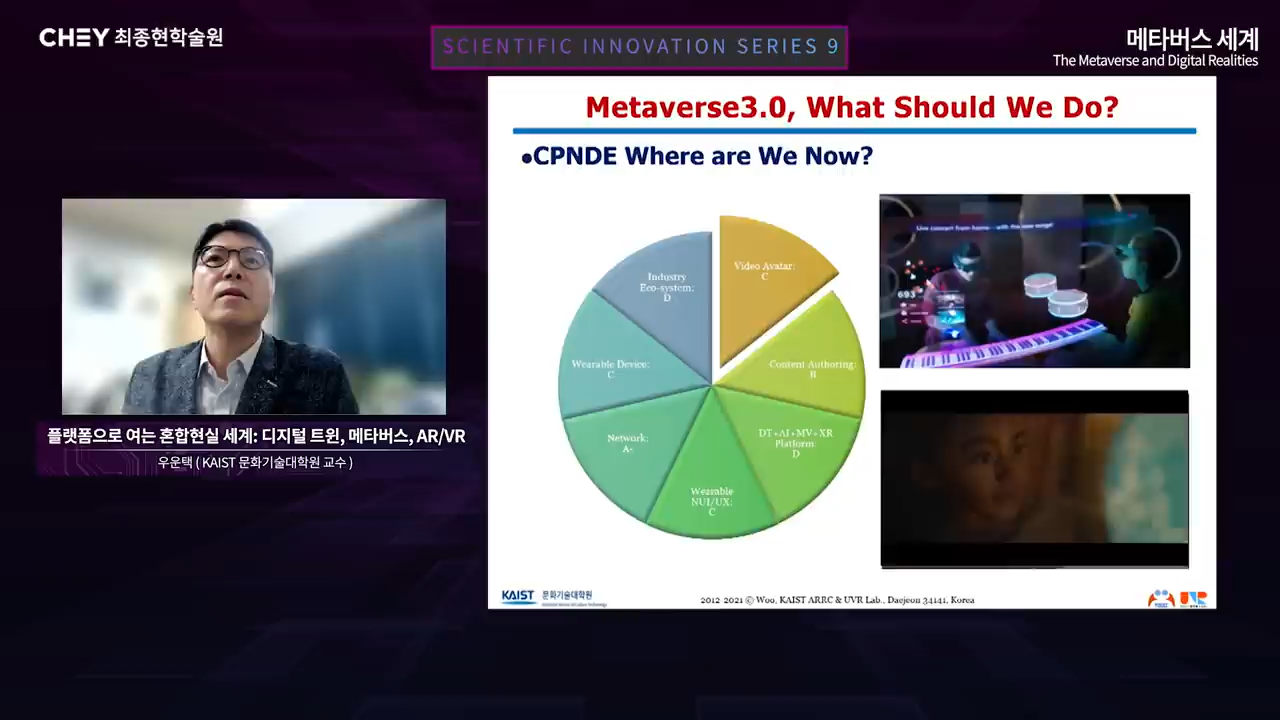 CHEY 최종현학술원
SCIENTIFIC INNOVATION SERIES 9
메타버스 세계
The Metaverse and Digital Realities
Metaverse3.0, What Should We Do?
•CPNDE Where are We Now?
Industry
Eco-system:
D
Video Avatar:
C
Wearable Device:
C
Content Authoring:
B
Network:
A-
DT+AI+MV+XR
Platform:
D
Wearable
NUI/UX:
C
Live concert from home
693
플랫폼으로 여는 혼합현실 세계: 디지털 트윈, 메타버스, AR/VR
우운택 ( KAIST 문화기술대학원 교수 )
KAIST 문화기술대학원
2012-2021 © Woo, KAIST ARRC & UVR Lab., Daejeon 34141, Korea